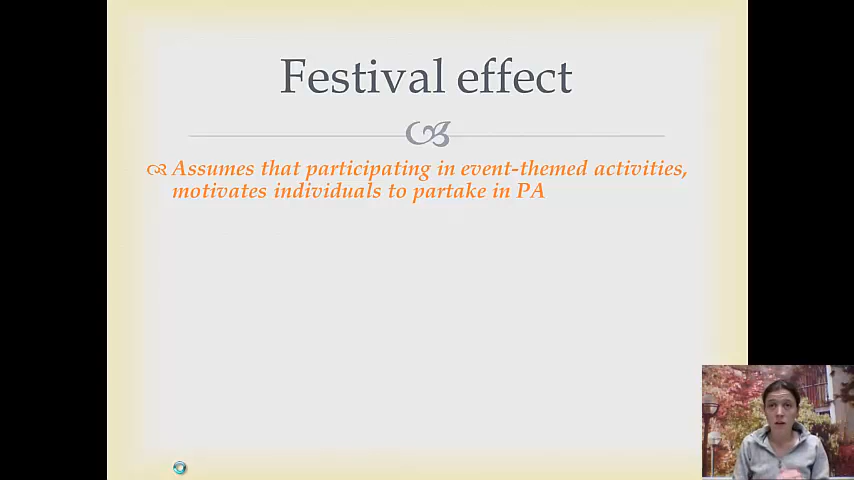 Festival effect
Assumes that participating in event-themed activities,
motivates individuals to partake in PA